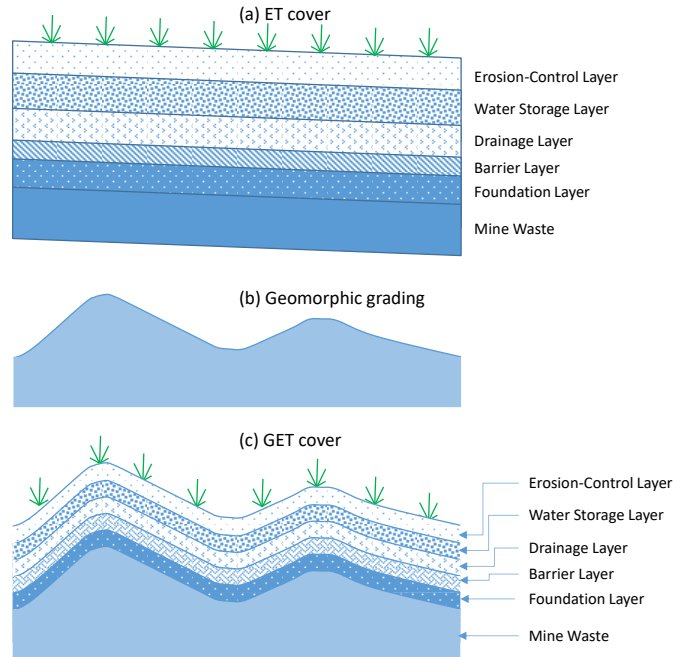 (a) ET cover
Erosion-Control Layer
Water Storage Layer
Drainage Layer
Barrier Layer
Foundation Layer
Mine Waste
(b) Geomorphic grading
(c) GET cover
Erosion-Control Layer
Water Storage Layer
Drainage Layer
Barrier Layer
Foundation Layer
Mine Waste